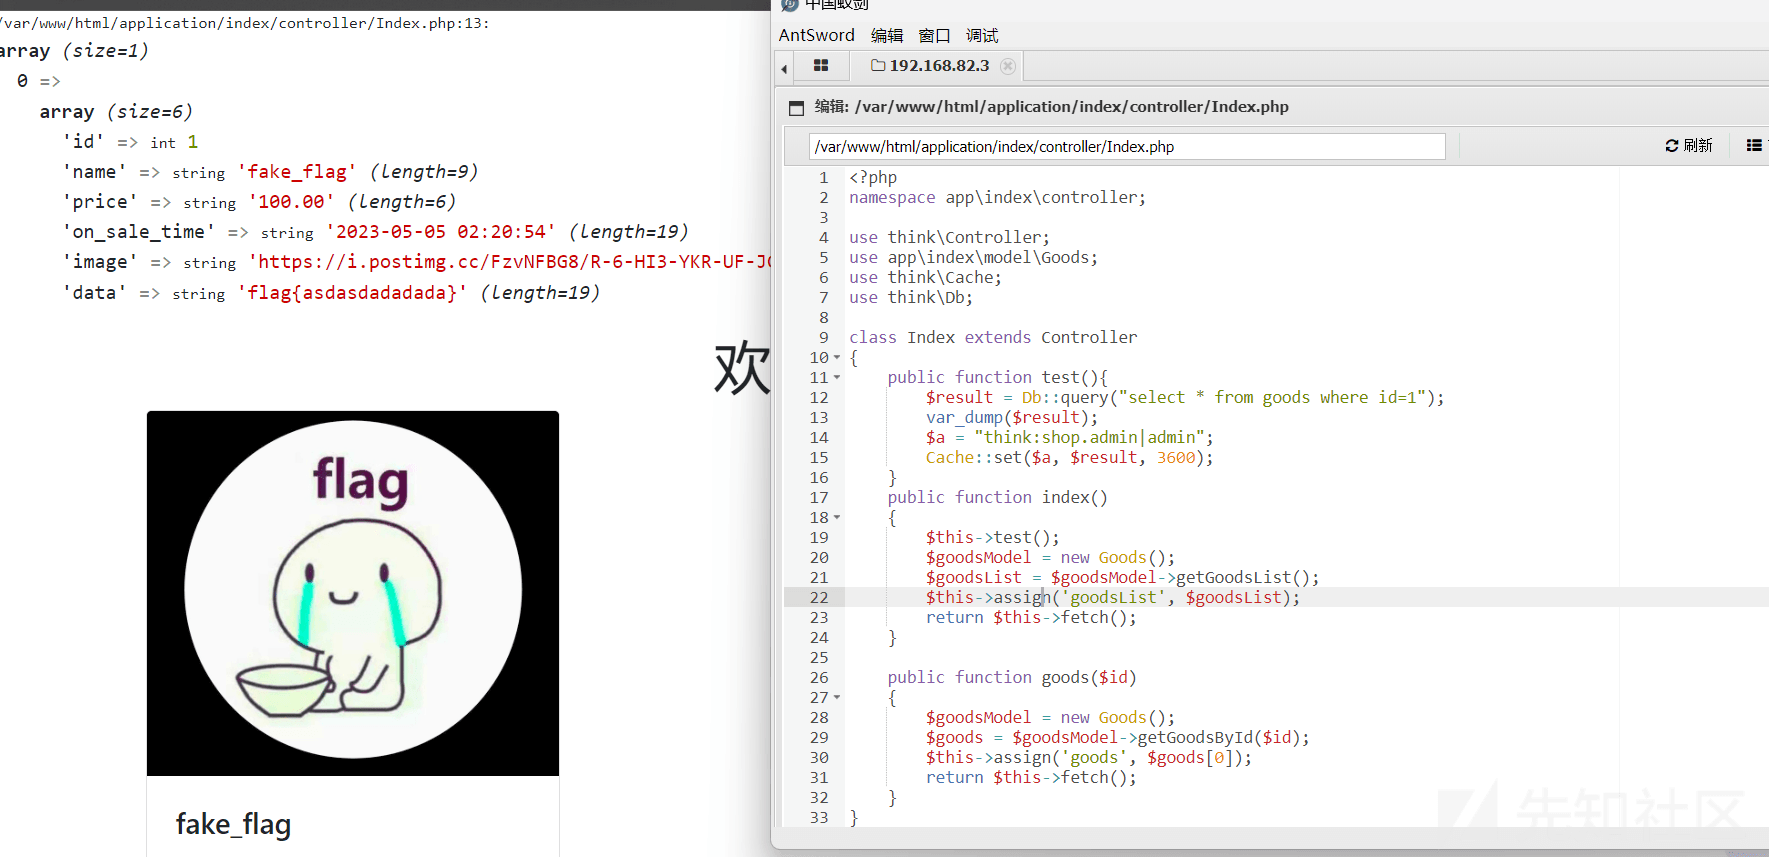 /var/www/html/application/index/controller/Index.php:13:
array (size=1)
0 =>
array (size=6)
'id' => int 1
'name' => string 'fake_flag' (length=9)
'price' => string '100.00' (length=6)
'on_sale_time' => string '2023-05-05 02:20:54' (length=19)
'image' => string 'https://i.postimg.cc/FzvNFBG8/R-6-HI3-YKR-UF-JG
'data' => string 'flag{asdasdadadada}' (length=19)
欢
flag
fake_flag
中国蚁剑
AntSword 编辑 窗口 调试
192.168.82.3
编辑: /var/www/html/application/index/controller/Index.php
/var/www/html/application/index/controller/Index.php
刷新
1 <?php
2 namespace app\index\controller;
3
4 use think\Controller;
5 use app\index\model\Goods;
6 use think\Cache;
7 use think\Db;
8
9 class Index extends Controller
10 {
11 public function test(){
12 $result = Db::query("select * from goods where id=1");
13 var_dump($result);
14 $a = "think:shop.admin|admin";
15 Cache::set($a, $result, 3600);
16 }
17 public function index()
18 {
19 $this->test();
20 $goodsModel = new Goods();
21 $goodsList = $goodsModel->getGoodsList();
22 $this->assign('goodsList', $goodsList);
23 return $this->fetch();
24 }
25
26 public function goods($id)
27 {
28 $goodsModel = new Goods();
29 $goods = $goodsModel->getGoodsById($id);
30 $this->assign('goods', $goods[0]);
31 return $this->fetch();
32 }
33 }
先知社区